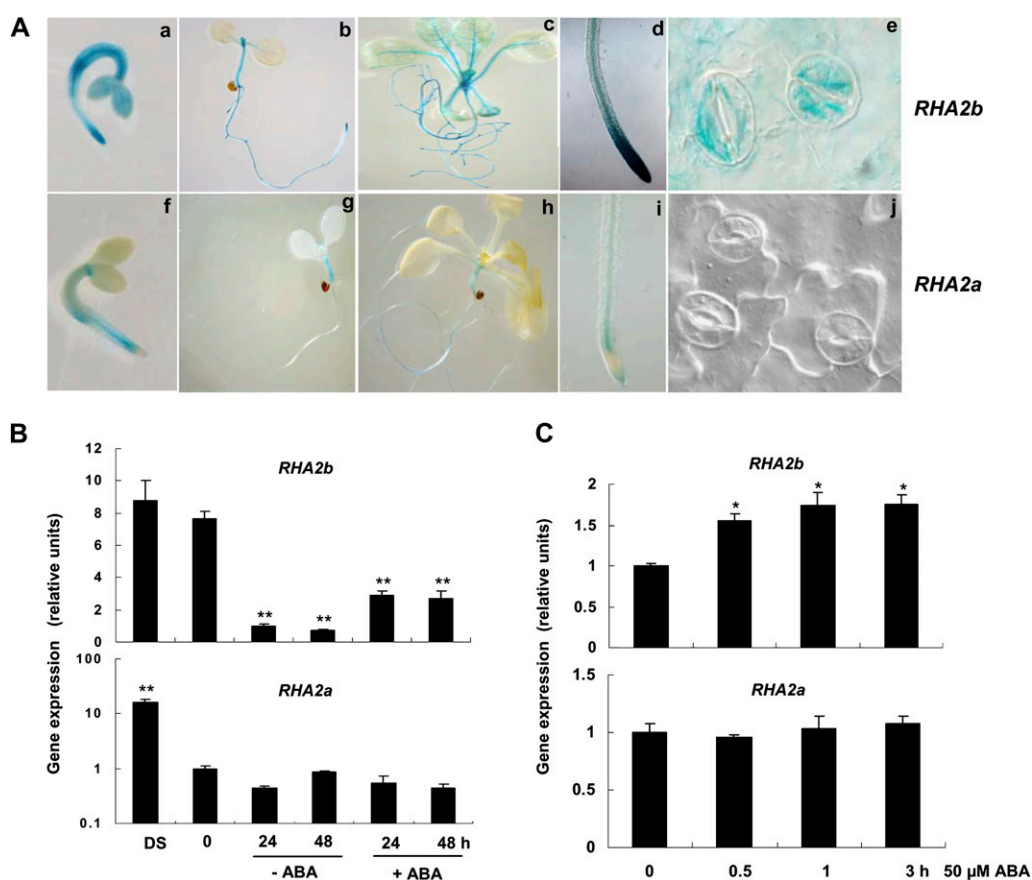 A
a
b
c
d
e
RHA2b
f
g
h
i
j
RHA2a
B
Gene expression (relative units)
12
10
8
6
4
2
0
RHA2b
**
**
**
**
100
10
1
0.1
RHA2a
**
DS
0
24
48
24
48 h
- ABA
+ ABA
C
Gene expression (relative units)
2
1.5
1
0.5
0
RHA2b
*
*
*
1.5
1
0.5
0
RHA2a
0
0.5
1
3 h
50 µM ABA